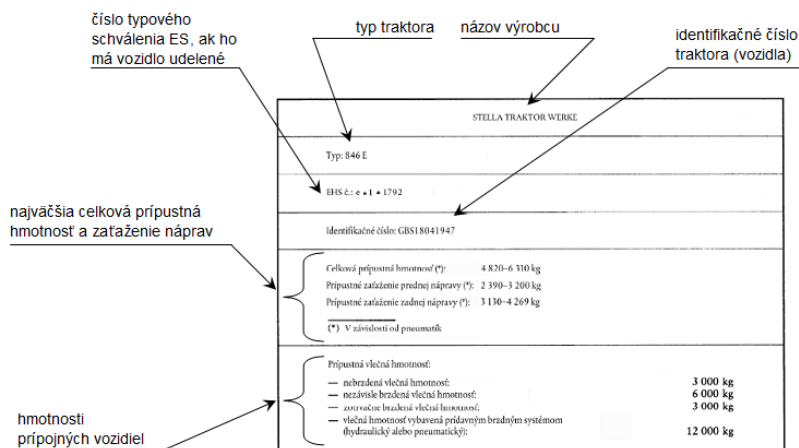 číslo typového
schválenia ES, ak ho
má vozidlo udelené
typ traktora
názov výrobcu
identifikačné číslo
traktora (vozidla)
STELLA TRAKTOR WERKE
Typ: 846 E
EHS č.: e * 1 * 1792
Identifikačné číslo: GBS18041947
najväčšia celková prípustná
hmotnosť a zaťaženie náprav
Celková prípustná hmotnosť (*): 4 820–6 310 kg
Prípustné zaťaženie prednej nápravy (*): 2 390–3 200 kg
Prípustné zaťaženie zadnej nápravy (*): 3 130–4 269 kg
(*) V závislosti od pneumatík
Prípustná vlečná hmotnosť:
— nebrzdená vlečná hmotnosť: 3 000 kg
— nezávisle brzdená vlečná hmotnosť: 6 000 kg
— zotrvačne brzdená vlečná hmotnosť: 3 000 kg
— vlečná hmotnosť vybavená prídavným brzdným systémom
(hydraulický alebo pneumatický): 12 000 kg
hmotnosti
prípojných vozidiel